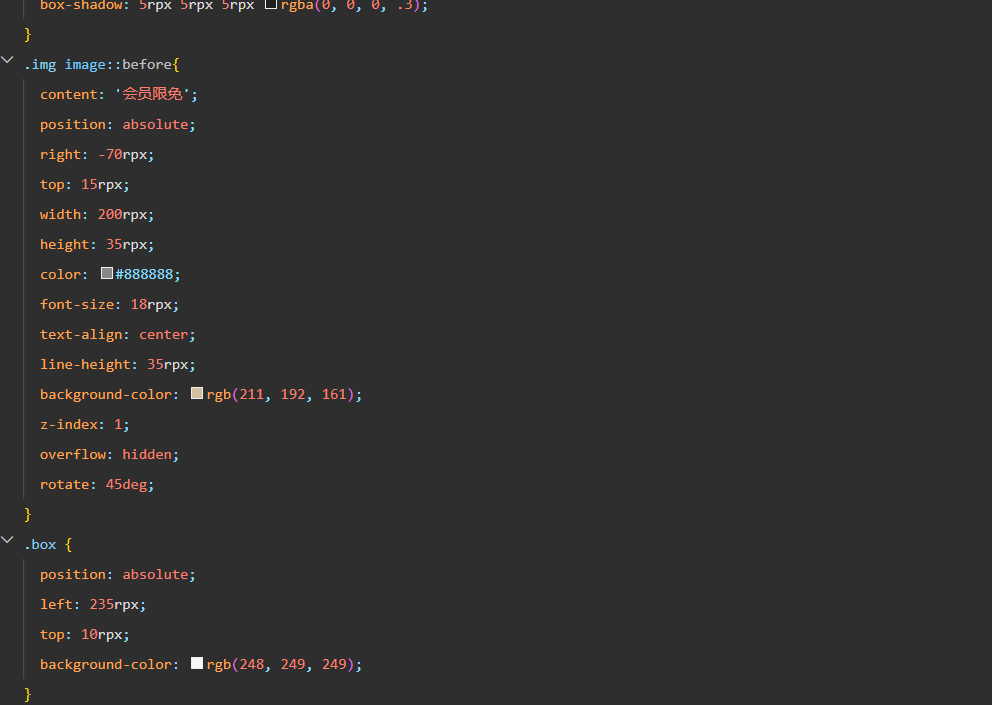 box-shadow: 5rpx 5rpx 5rpx rgba(0, 0, 0, .3);
}
.img image::before{
content: '会员限免';
position: absolute;
right: -70rpx;
top: 15rpx;
width: 200rpx;
height: 35rpx;
color: #888888;
font-size: 18rpx;
text-align: center;
line-height: 35rpx;
background-color: rgb(211, 192, 161);
z-index: 1;
overflow: hidden;
rotate: 45deg;
}
.box {
position: absolute;
left: 235rpx;
top: 10rpx;
background-color: rgb(248, 249, 249);
}